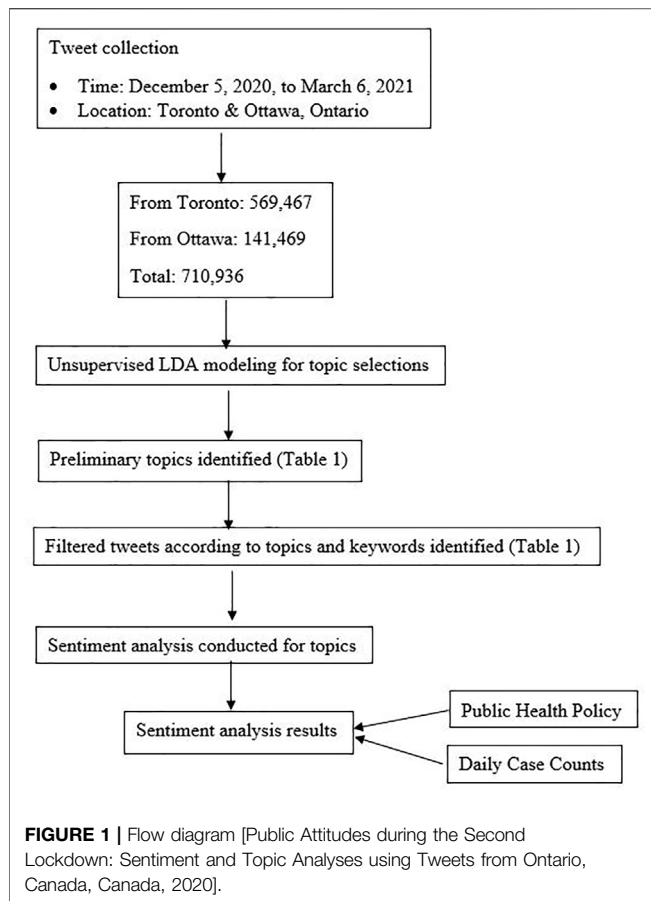 Tweet collection
• Time: December 5, 2020, to March 6, 2021
• Location: Toronto & Ottawa, Ontario
From Toronto: 569,467
From Ottawa: 141,469
Total: 710,936
Unsupervised LDA modeling for topic selections
Preliminary topics identified (Table 1)
Filtered tweets according to topics and keywords identified (Table 1)
Sentiment analysis conducted for topics
Sentiment analysis results
Public Health Policy
Daily Case Counts
FIGURE 1 | Flow diagram [Public Attitudes during the Second
Lockdown: Sentiment and Topic Analyses using Tweets from Ontario,
Canada, Canada, 2020].